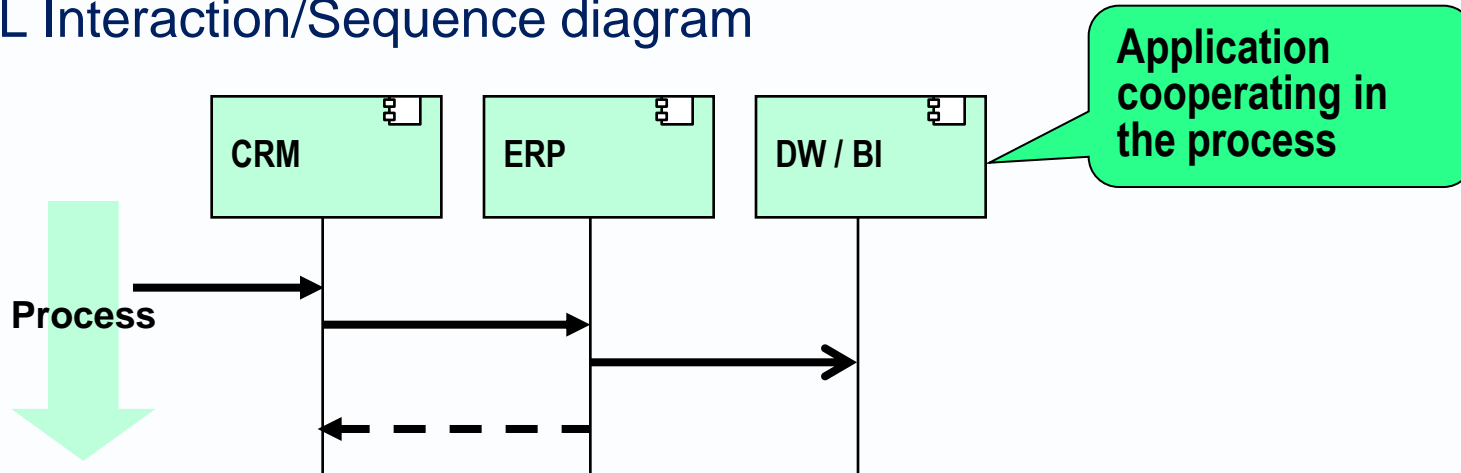 L Interaction/Sequence diagram
Application
cooperating in
the process
CRM
ERP
DW / BI
Process